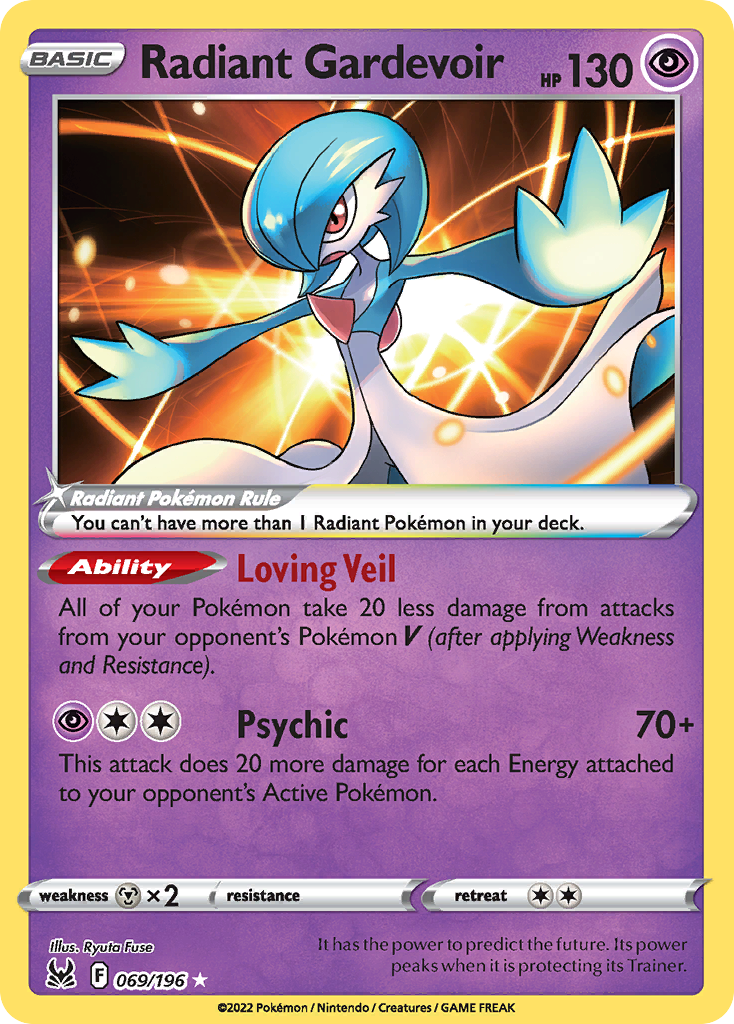 BASIC Radiant Gardevoir HP 130
Radiant Pokémon Rule
You can't have more than 1 Radiant Pokémon in your deck.
Ability Loving Veil
All of your Pokémon take 20 less damage from attacks
from your opponent's Pokémon V (after applying Weakness
and Resistance).
Psychic 70+
This attack does 20 more damage for each Energy attached
to your opponent's Active Pokémon.
weakness ×2 resistance retreat
Illus. Ryuta Fuse
F 069/196
It has the power to predict the future. Its power
peaks when it is protecting its Trainer.
©2022 Pokémon / Nintendo / Creatures / GAME FREAK